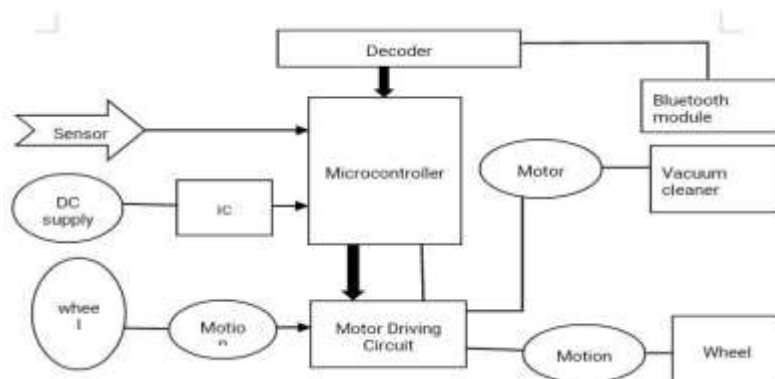 Decoder
Bluetooth
module
Sensor
Microcontroller
Motor
Vacuum
cleaner
DC
supply
IC
whee
l
Motio
n
Motor Driving
Circuit
Motion
Wheel